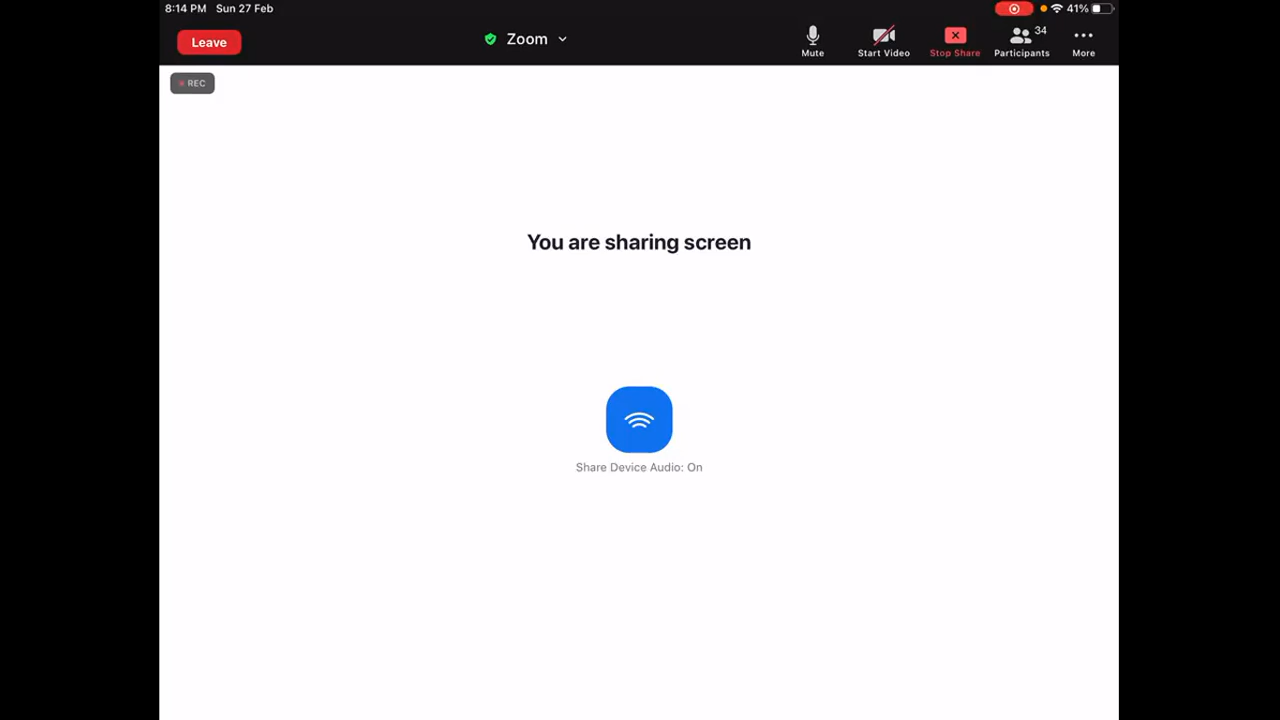 8:14 PM Sun 27 Feb 41%
Leave Zoom Mute Start Video Stop Share 34 Participants More
REC
You are sharing screen
Share Device Audio: On